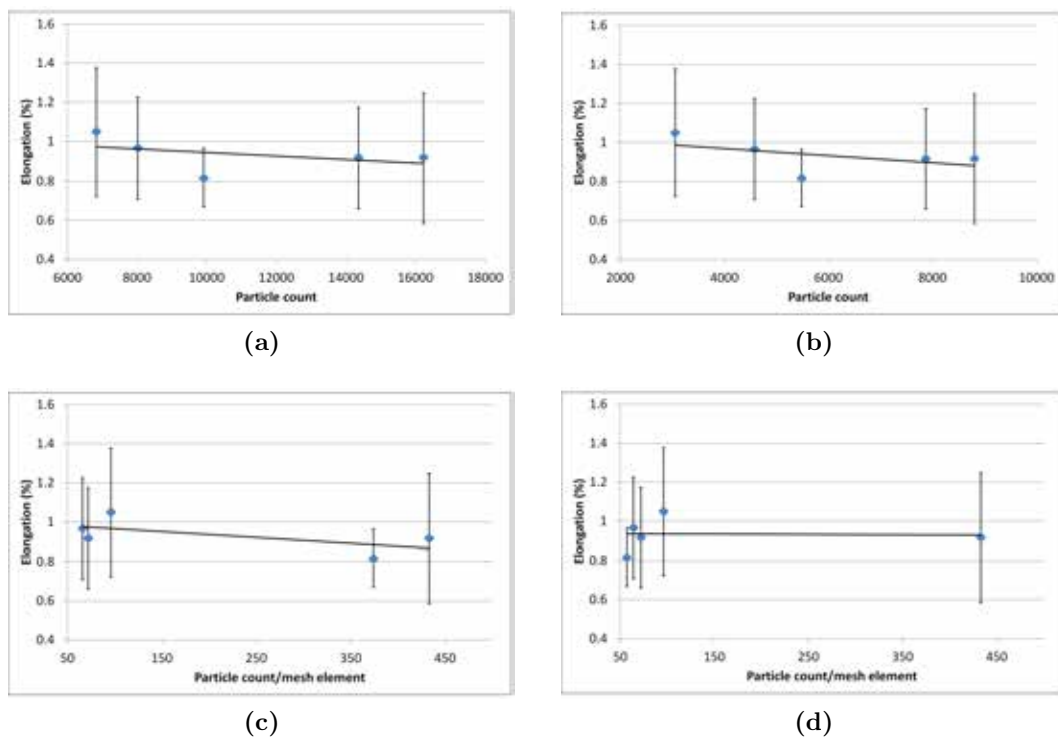 1.6
1.4
1.2
1
0.8
0.6
0.4
Elongation (%)
6000 8000 10000 12000 14000 16000 18000
Particle count
(a)
1.6
1.4
1.2
1
0.8
0.6
0.4
Elongation (%)
2000 4000 6000 8000 10000
Particle count
(b)
1.6
1.4
1.2
1
0.8
0.6
0.4
Elongation (%)
50 150 250 350 450
Particle count/mesh element
(c)
1.6
1.4
1.2
1
0.8
0.6
0.4
Elongation (%)
50 150 250 350 450
Particle count/mesh element
(d)